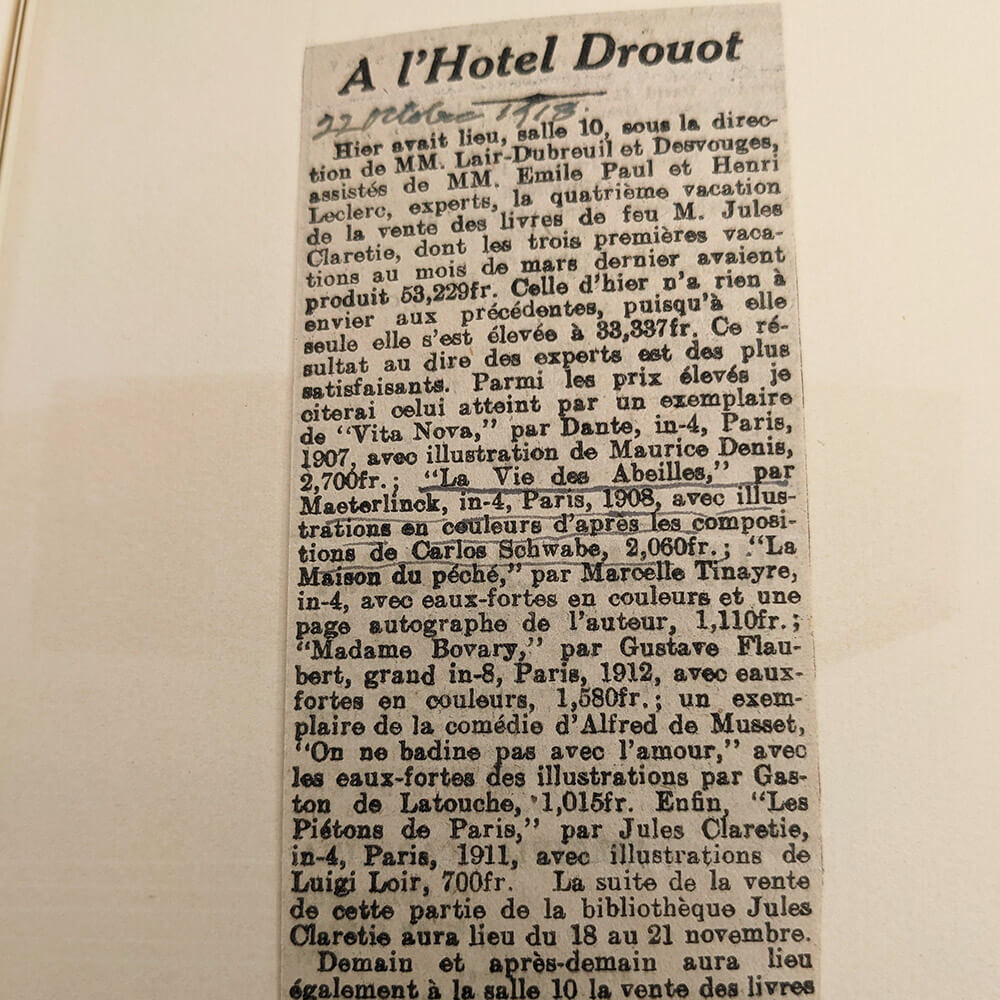 A l'Hotel Drouot
22 Octobre 1918.
Hier avait lieu, salle 10, sous la direc-
tion de MM. Lair-Dubreuil et Desvouges,
assistés de MM. Emile Paul et Henri
Leclerc, experts, la quatrième vacation
de la vente des livres de feu M. Jules
Claretie, dont les trois premières vaca-
tions au mois de mars dernier avaient
produit 53,229fr. Celle d'hier n'a rien à
envier aux précédentes, puisqu'à elle
seule elle s'est élevée à 33,337fr. Ce ré-
sultat au dire des experts est des plus
satisfaisants. Parmi les prix élevés je
citerai celui atteint par un exemplaire
de "Vita Nova," par Dante, in-4, Paris,
1907, avec illustration de Maurice Denis,
2,700fr.; "La Vie des Abeilles," par
Maeterlinck, in-4, Paris, 1908, avec illus-
trations en couleurs d'après les composi-
tions de Carlos Schwabe, 2,060fr.; "La
Maison du péché," par Marcelle Tinayre,
in-4, avec eaux-fortes en couleurs et une
page autographe de l'auteur, 1,110fr.;
"Madame Bovary," par Gustave Flau-
bert, grand in-8, Paris, 1912, avec eaux-
fortes en couleurs, 1,580fr.; un exem-
plaire de la comédie d'Alfred de Musset,
"On ne badine pas avec l'amour," avec
les eaux-fortes des illustrations par Gas-
ton de Latouche, 1,015fr. Enfin, "Les
Piétons de Paris," par Jules Claretie,
in-4, Paris, 1911, avec illustrations de
Luigi Loir, 700fr. La suite de la vente
de cette partie de la bibliothèque Jules
Claretie aura lieu du 18 au 21 novembre.
Demain et après-demain aura lieu
également à la salle 10 la vente des livres